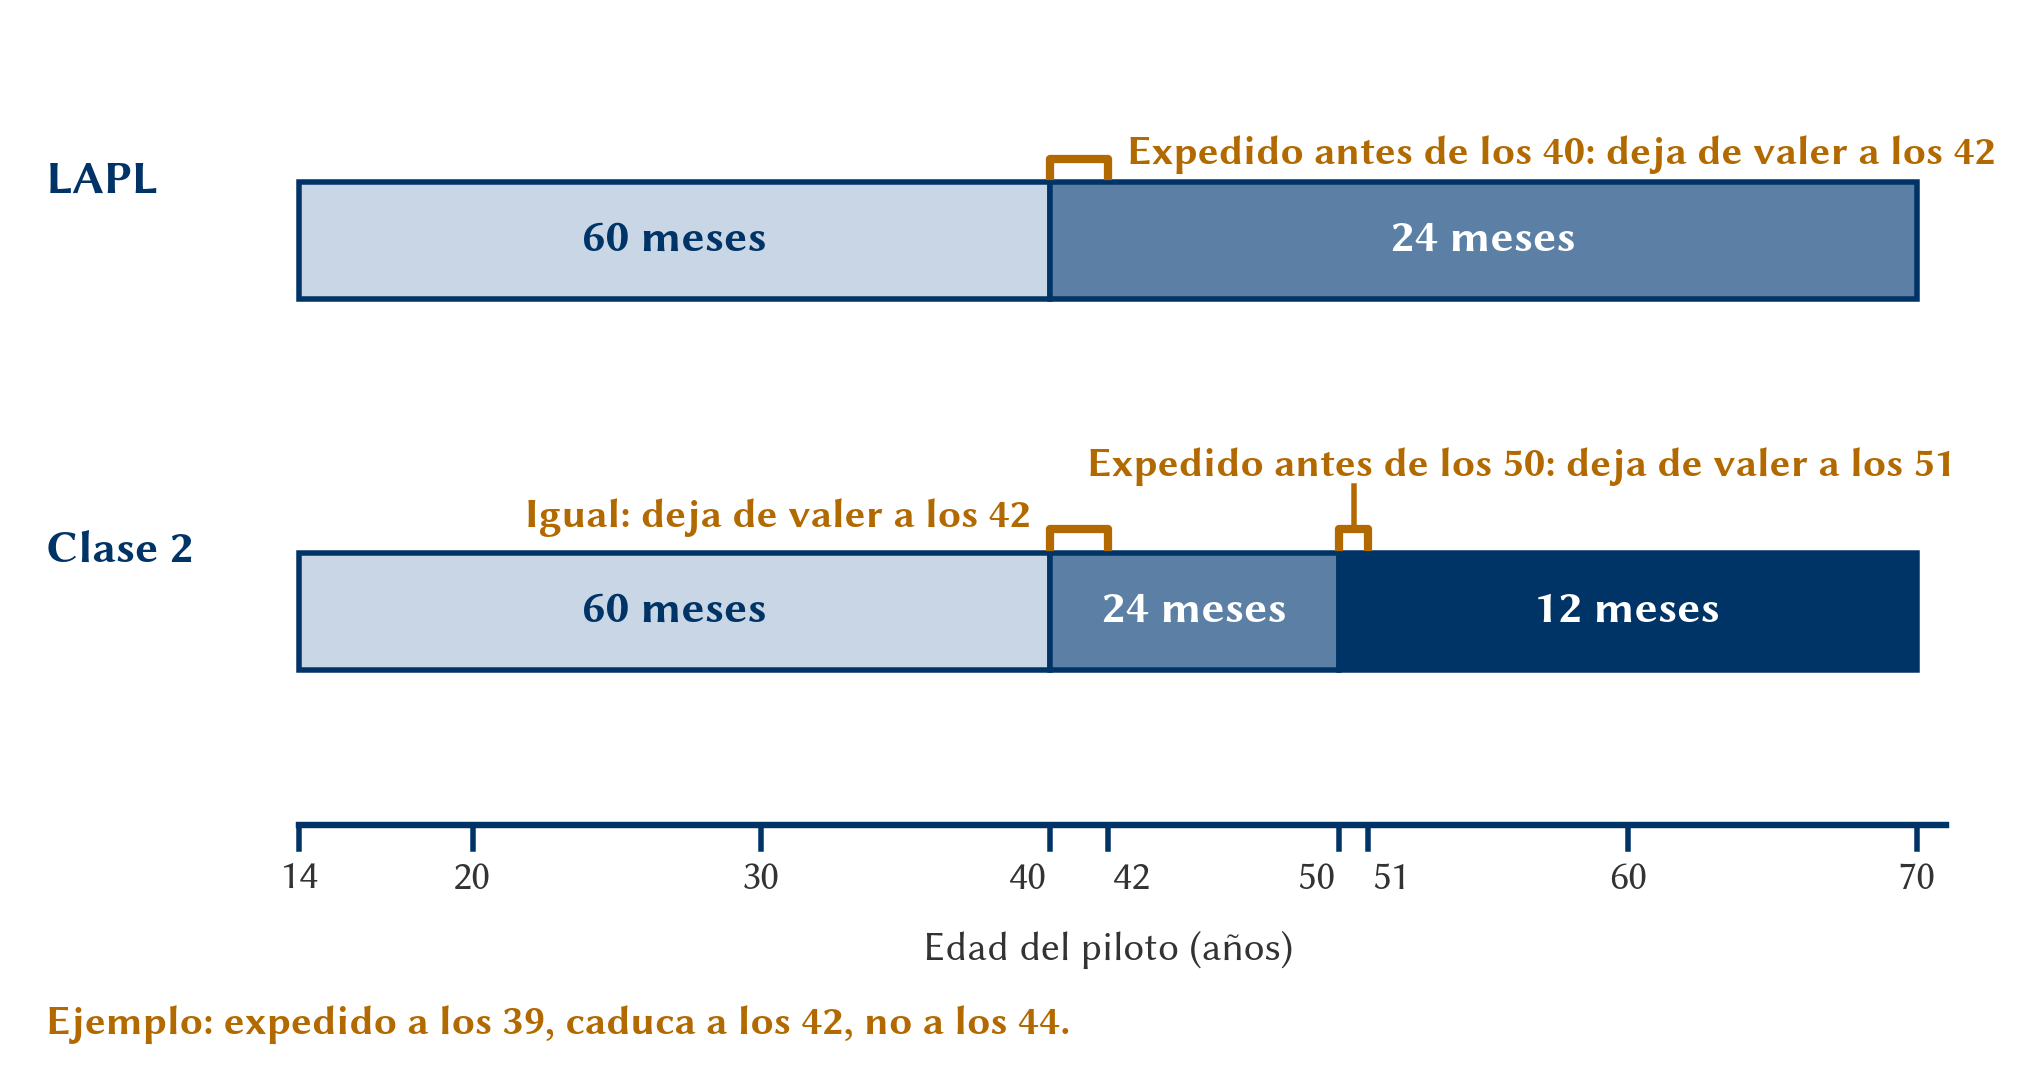 Expedido antes de los 40: deja de valer a los 42
LAPL
60 meses
24 meses
Expedido antes de los 50: deja de valer a los 51
Igual: deja de valer a los 42
Clase 2
60 meses
24 meses
12 meses
14 20 30 40 42 50 51 60 70
Edad del piloto (años)
Ejemplo: expedido a los 39, caduca a los 42, no a los 44.